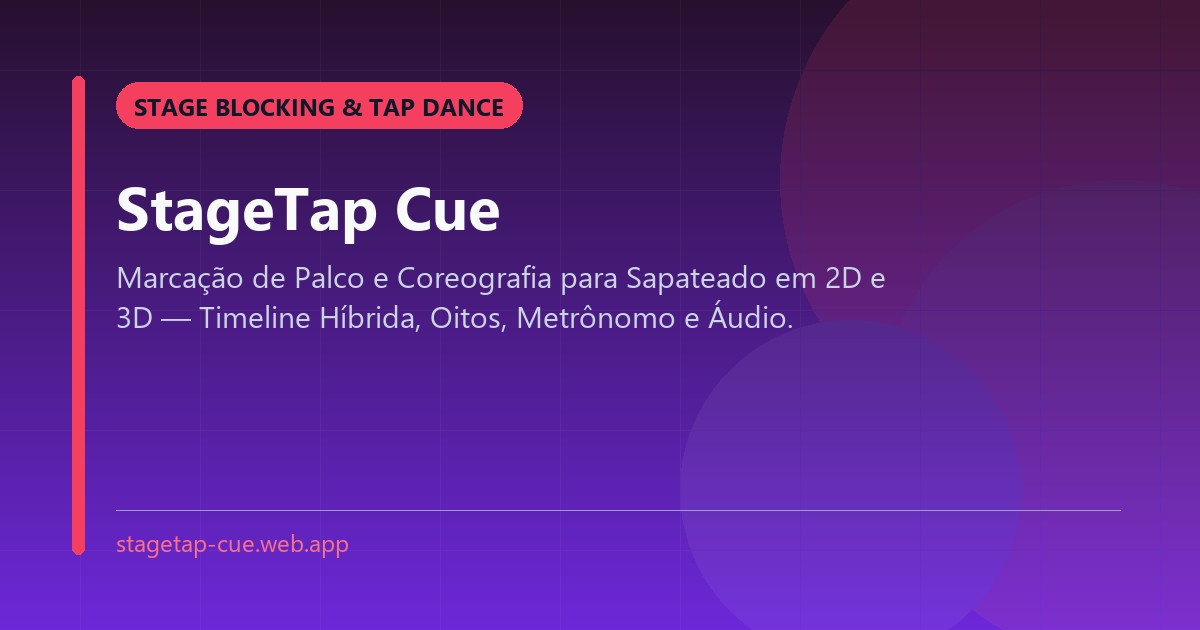 STAGE BLOCKING & TAP DANCE
StageTap Cue
Marcação de Palco e Coreografia para Sapateado em 2D e
3D — Timeline Híbrida, Oitos, Metrônomo e Áudio.
stagetap-cue.web.app